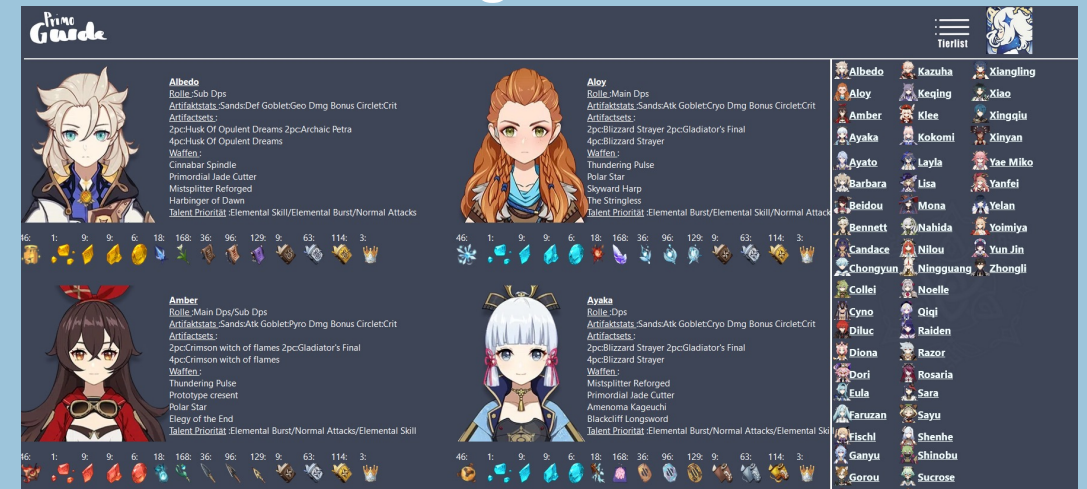 Primo
Guide
Tierlist
Albedo
Rolle :Sub Dps
Artifaktstats :Sands:Def Goblet:Geo Dmg Bonus Circlet:Crit
Artifactsets :
2pc:Husk Of Opulent Dreams 2pc:Archaic Petra
4pc:Husk Of Opulent Dreams
Waffen :
Cinnabar Spindle
Primordial Jade Cutter
Mistsplitter Reforged
Harbinger of Dawn
Talent Priorität :Elemental Skill/Elemental Burst/Normal Attacks
46: 1: 9: 9: 6: 18: 168: 36: 96: 129: 9: 63: 114: 3:
Aloy
Rolle :Main Dps
Artifaktstats :Sands:Atk Goblet:Cryo Dmg Bonus Circlet:Crit
Artifactsets :
2pc:Blizzard Strayer 2pc:Gladiator's Final
4pc:Blizzard Strayer
Waffen :
Thundering Pulse
Polar Star
Skyward Harp
The Stringless
Talent Priorität :Elemental Burst/Elemental Skill/Normal Attack
46: 1: 9: 9: 6: 18: 168: 36: 96: 129: 9: 63: 114: 3:
Amber
Rolle :Main Dps/Sub Dps
Artifaktstats :Sands:Atk Goblet:Pyro Dmg Bonus Circlet:Crit
Artifactsets :
2pc:Crimson witch of flames 2pc:Gladiator's Final
4pc:Crimson witch of flames
Waffen :
Thundering Pulse
Prototype cresent
Polar Star
Elegy of the End
Talent Priorität :Elemental Burst/Normal Attacks/Elemental Skill
46: 1: 9: 9: 6: 18: 168: 36: 96: 129: 9: 63: 114: 3:
Ayaka
Rolle :Dps
Artifaktstats :Sands:Atk Goblet:Cryo Dmg Bonus Circlet:Crit
Artifactsets :
2pc:Blizzard Strayer 2pc:Gladiator's Final
4pc:Blizzard Strayer
Waffen :
Mistsplitter Reforged
Primordial Jade Cutter
Amenoma Kageuchi
Blackcliff Longsword
Talent Priorität :Elemental Burst/Normal Attacks/Elemental Ski
46: 1: 9: 9: 6: 18: 168: 36: 96: 129: 9: 63: 114: 3:
Albedo Kazuha Xiangling
Aloy Keqing Xiao
Amber Klee Xingqiu
Ayaka Kokomi Xinyan
Ayato Layla Yae Miko
Barbara Lisa Yanfei
Beidou Mona Yelan
Bennett Nahida Yoimiya
Candace Nilou Yun Jin
Chongyun Ningguang Zhongli
Collei Noelle
Cyno Qiqi
Diluc Raiden
Diona Razor
Dori Rosaria
Eula Sara
Faruzan Sayu
Fischl Shenhe
Ganyu Shinobu
Gorou Sucrose